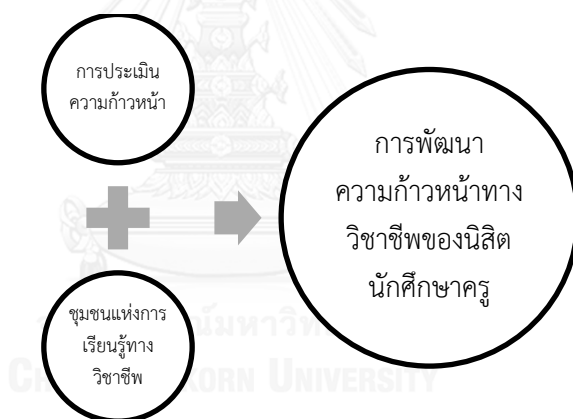 การประเมิน
ความก้าวหน้า
การพัฒนา
ความก้าวหน้าทาง
วิชาชีพของนิสิต
นักศึกษาครู
ชุมชนแห่งการ
เรียนรู้ทาง
วิชาชีพ
KORN UNIVERSITY